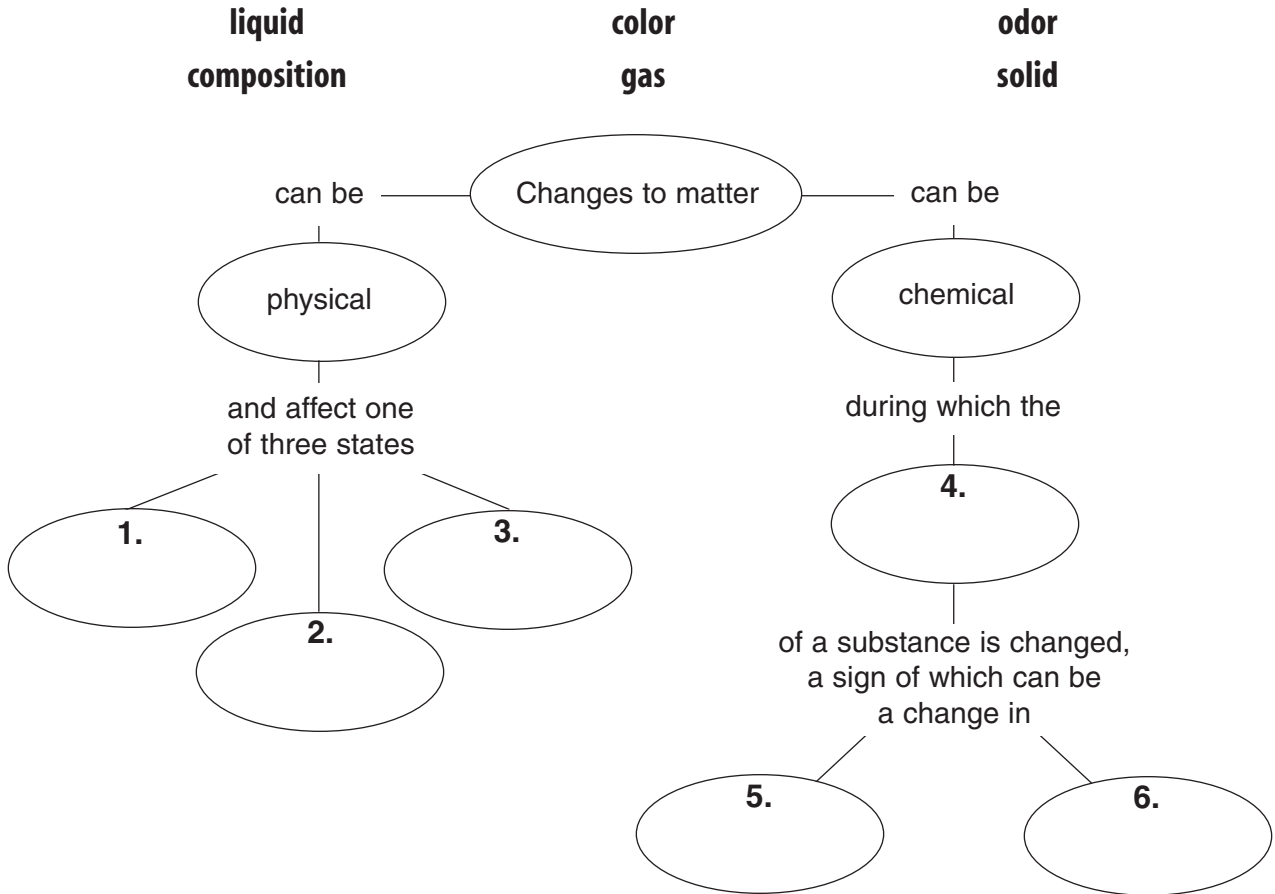 liquid color odor
composition gas solid
can be Changes to matter can be
physical chemical
and affect one
of three states
during which the
1. 3.
2.
4.
of a substance is changed,
a sign of which can be
a change in
5. 6.